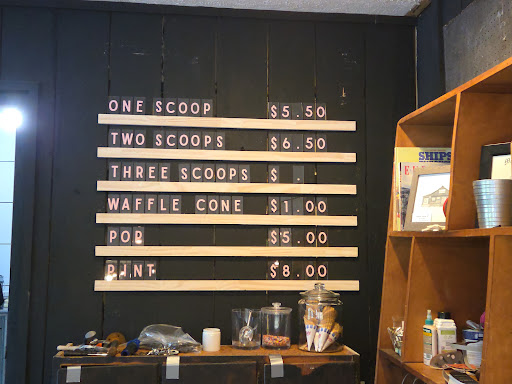 ONE SCOOP $5.50
TWO SCOOPS $6.50
THREE SCOOPS $ .
WAFFLE CONE $1.00
POP $5.00
PINT $8.00
SHIPS